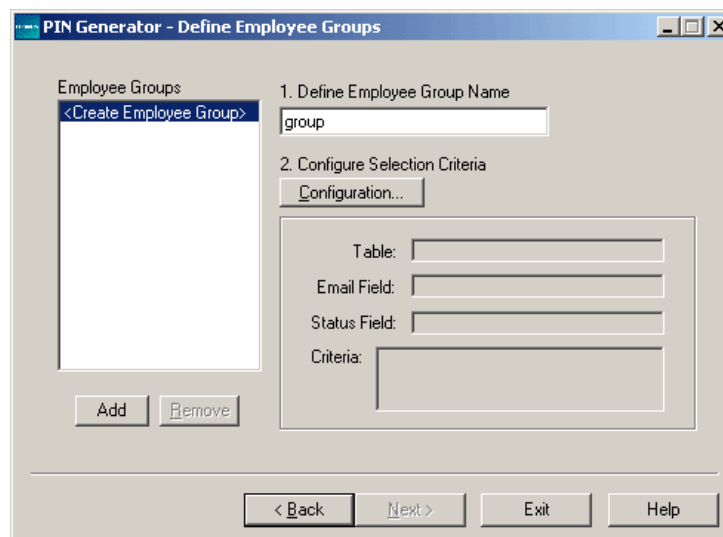 PIN Generator - Define Employee Groups
Employee Groups
<Create Employee Group>
1. Define Employee Group Name
group
2. Configure Selection Criteria
Configuration...
Table:
Email Field:
Status Field:
Criteria:
Add
Remove
< Back
Next >
Exit
Help